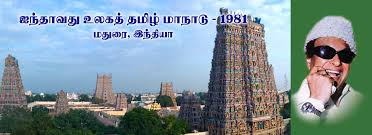 ஐந்தாவது உலகத் தமிழ் மாநாடு - 1981
மதுரை, இந்தியா